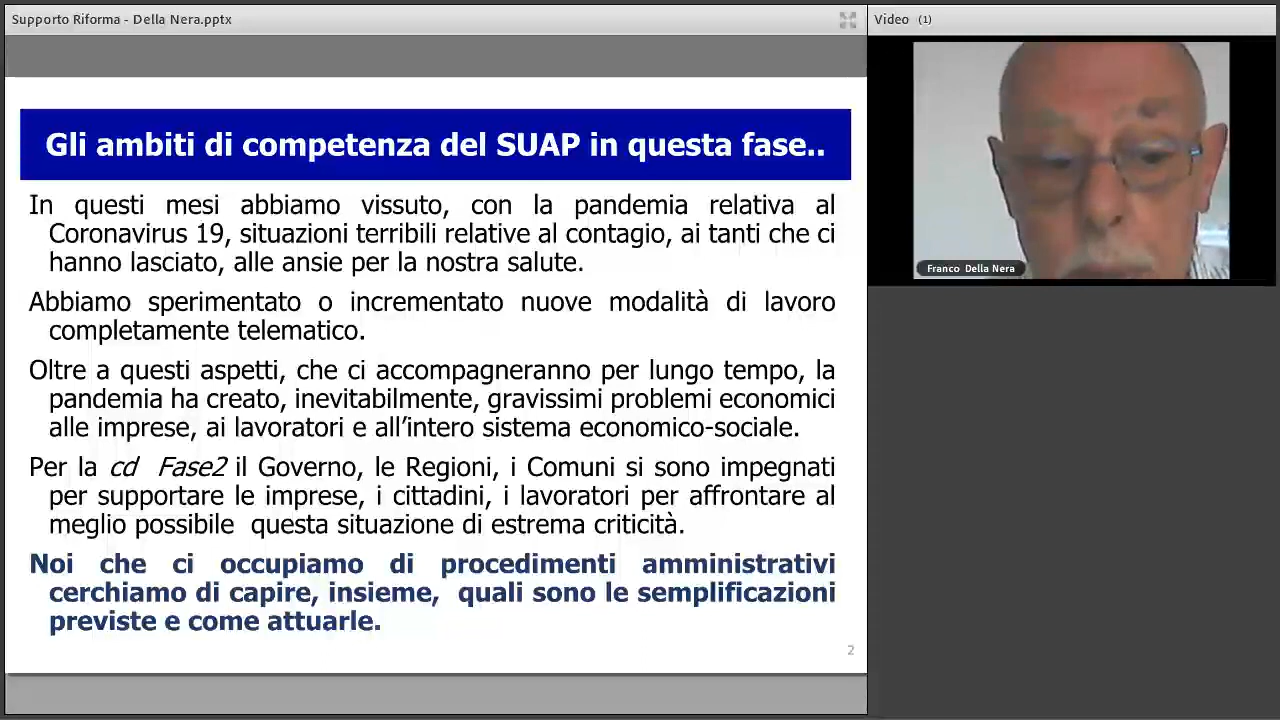 Supporto Riforma - Della Nera.pptx
Video (1)
Gli ambiti di competenza del SUAP in questa fase..
In questi mesi abbiamo vissuto, con la pandemia relativa al
Coronavirus 19, situazioni terribili relative al contagio, ai tanti che ci
hanno lasciato, alle ansie per la nostra salute.
Abbiamo sperimentato o incrementato nuove modalità di lavoro
completamente telematico.
Oltre a questi aspetti, che ci accompagneranno per lungo tempo, la
pandemia ha creato, inevitabilmente, gravissimi problemi economici
alle imprese, ai lavoratori e all’intero sistema economico-sociale.
Per la cd Fase2 il Governo, le Regioni, i Comuni si sono impegnati
per supportare le imprese, i cittadini, i lavoratori per affrontare al
meglio possibile questa situazione di estrema criticità.
Noi che ci occupiamo di procedimenti amministrativi
cerchiamo di capire, insieme, quali sono le semplificazioni
previste e come attuarle.
2
Franco Della Nera